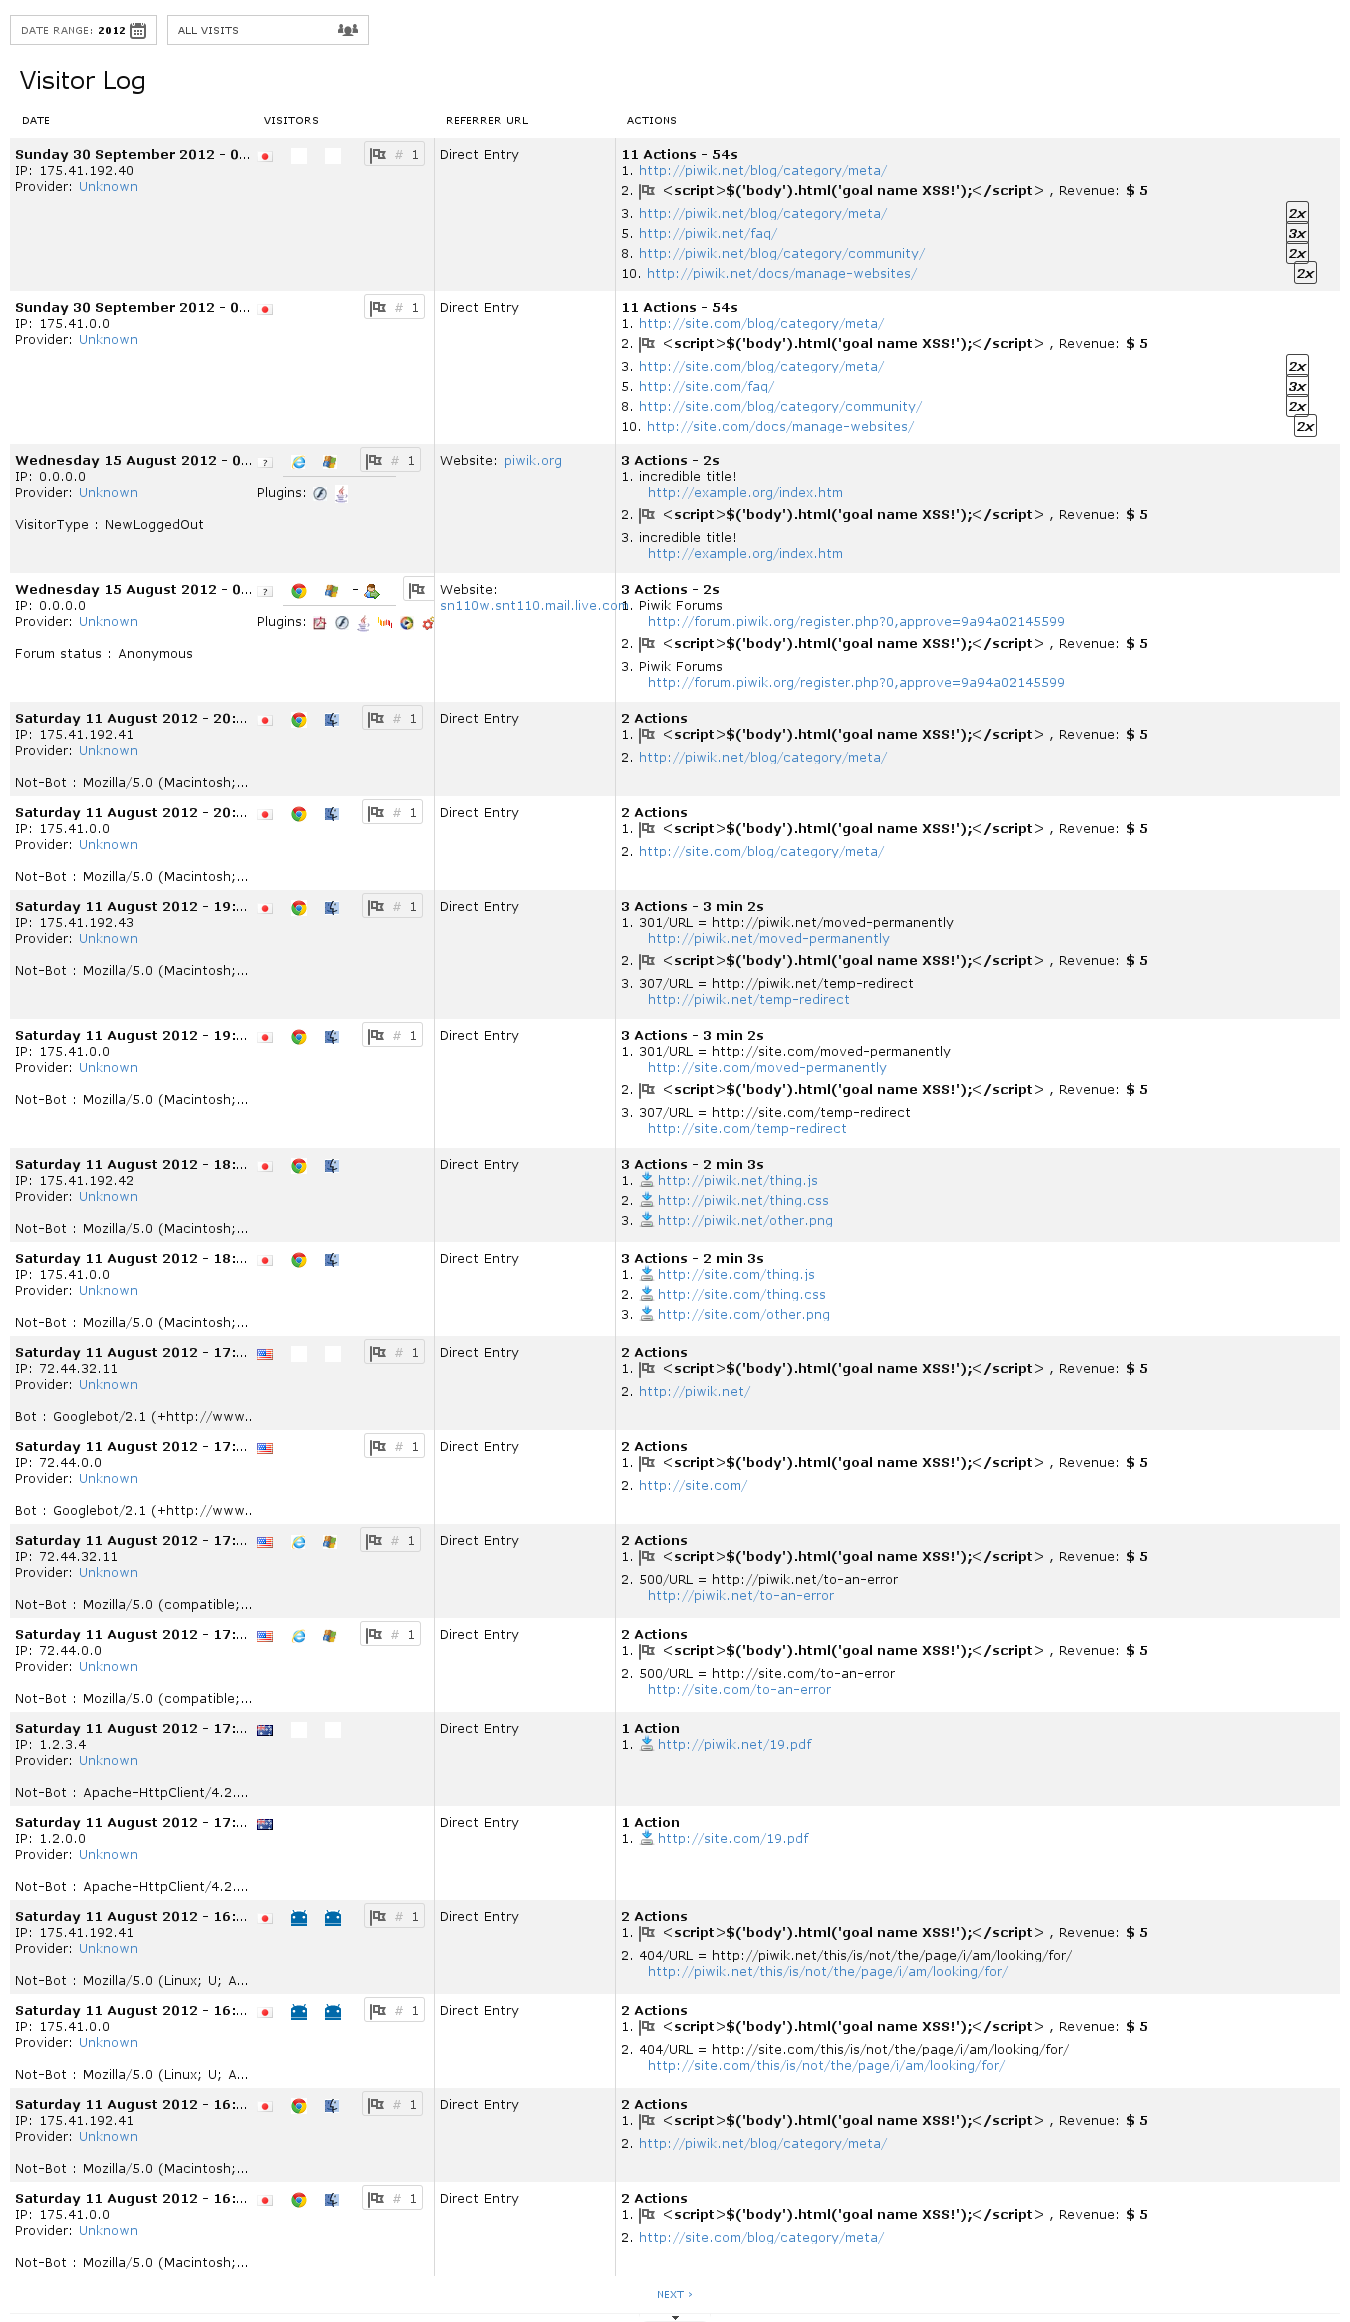 DATE RANGE: 2012
ALL VISITS
Visitor Log
DATE VISITORS REFERRER URL ACTIONS
Sunday 30 September 2012 - 0... # 1 Direct Entry 11 Actions - 54s
IP: 175.41.192.40 1. http://piwik.net/blog/category/meta/
Provider: Unknown 2. <script>$('body').html('goal name XSS!');</script> , Revenue: $ 5
3. http://piwik.net/blog/category/meta/ 2x
5. http://piwik.net/faq/ 3x
8. http://piwik.net/blog/category/community/ 2x
10. http://piwik.net/docs/manage-websites/ 2x
Sunday 30 September 2012 - 0... # 1 Direct Entry 11 Actions - 54s
IP: 175.41.0.0 1. http://site.com/blog/category/meta/
Provider: Unknown 2. <script>$('body').html('goal name XSS!');</script> , Revenue: $ 5
3. http://site.com/blog/category/meta/ 2x
5. http://site.com/faq/ 3x
8. http://site.com/blog/category/community/ 2x
10. http://site.com/docs/manage-websites/ 2x
Wednesday 15 August 2012 - 0... ? # 1 Website: piwik.org 3 Actions - 2s
IP: 0.0.0.0 1. incredible title!
Provider: Unknown Plugins: http://example.org/index.htm
VisitorType : NewLoggedOut 2. <script>$('body').html('goal name XSS!');</script> , Revenue: $ 5
3. incredible title!
http://example.org/index.htm
Wednesday 15 August 2012 - 0... ? - Website: 3 Actions - 2s
IP: 0.0.0.0 sn110w.snt110.mail.live.com 1. Piwik Forums
Provider: Unknown Plugins: http://forum.piwik.org/register.php?0,approve=9a94a02145599
2. <script>$('body').html('goal name XSS!');</script> , Revenue: $ 5
Forum status : Anonymous
3. Piwik Forums
http://forum.piwik.org/register.php?0,approve=9a94a02145599
Saturday 11 August 2012 - 20:... # 1 Direct Entry 2 Actions
IP: 175.41.192.41 1. <script>$('body').html('goal name XSS!');</script> , Revenue: $ 5
Provider: Unknown 2. http://piwik.net/blog/category/meta/
Not-Bot : Mozilla/5.0 (Macintosh;...
Saturday 11 August 2012 - 20:... # 1 Direct Entry 2 Actions
IP: 175.41.0.0 1. <script>$('body').html('goal name XSS!');</script> , Revenue: $ 5
Provider: Unknown 2. http://site.com/blog/category/meta/
Not-Bot : Mozilla/5.0 (Macintosh;...
Saturday 11 August 2012 - 19:... # 1 Direct Entry 3 Actions - 3 min 2s
IP: 175.41.192.43 1. 301/URL = http://piwik.net/moved-permanently
Provider: Unknown http://piwik.net/moved-permanently
2. <script>$('body').html('goal name XSS!');</script> , Revenue: $ 5
Not-Bot : Mozilla/5.0 (Macintosh;...
3. 307/URL = http://piwik.net/temp-redirect
http://piwik.net/temp-redirect
Saturday 11 August 2012 - 19:... # 1 Direct Entry 3 Actions - 3 min 2s
IP: 175.41.0.0 1. 301/URL = http://site.com/moved-permanently
Provider: Unknown http://site.com/moved-permanently
2. <script>$('body').html('goal name XSS!');</script> , Revenue: $ 5
Not-Bot : Mozilla/5.0 (Macintosh;...
3. 307/URL = http://site.com/temp-redirect
http://site.com/temp-redirect
Saturday 11 August 2012 - 18:... Direct Entry 3 Actions - 2 min 3s
IP: 175.41.192.42 1. http://piwik.net/thing.js
Provider: Unknown 2. http://piwik.net/thing.css
3. http://piwik.net/other.png
Not-Bot : Mozilla/5.0 (Macintosh;...
Saturday 11 August 2012 - 18:... Direct Entry 3 Actions - 2 min 3s
IP: 175.41.0.0 1. http://site.com/thing.js
Provider: Unknown 2. http://site.com/thing.css
3. http://site.com/other.png
Not-Bot : Mozilla/5.0 (Macintosh;...
Saturday 11 August 2012 - 17:... # 1 Direct Entry 2 Actions
IP: 72.44.32.11 1. <script>$('body').html('goal name XSS!');</script> , Revenue: $ 5
Provider: Unknown 2. http://piwik.net/
Bot : Googlebot/2.1 (+http://www..
Saturday 11 August 2012 - 17:... # 1 Direct Entry 2 Actions
IP: 72.44.0.0 1. <script>$('body').html('goal name XSS!');</script> , Revenue: $ 5
Provider: Unknown 2. http://site.com/
Bot : Googlebot/2.1 (+http://www..
Saturday 11 August 2012 - 17:... # 1 Direct Entry 2 Actions
IP: 72.44.32.11 1. <script>$('body').html('goal name XSS!');</script> , Revenue: $ 5
Provider: Unknown 2. 500/URL = http://piwik.net/to-an-error
http://piwik.net/to-an-error
Not-Bot : Mozilla/5.0 (compatible;...
Saturday 11 August 2012 - 17:... # 1 Direct Entry 2 Actions
IP: 72.44.0.0 1. <script>$('body').html('goal name XSS!');</script> , Revenue: $ 5
Provider: Unknown 2. 500/URL = http://site.com/to-an-error
http://site.com/to-an-error
Not-Bot : Mozilla/5.0 (compatible;...
Saturday 11 August 2012 - 17:... Direct Entry 1 Action
IP: 1.2.3.4 1. http://piwik.net/19.pdf
Provider: Unknown
Not-Bot : Apache-HttpClient/4.2....
Saturday 11 August 2012 - 17:... Direct Entry 1 Action
IP: 1.2.0.0 1. http://site.com/19.pdf
Provider: Unknown
Not-Bot : Apache-HttpClient/4.2....
Saturday 11 August 2012 - 16:... # 1 Direct Entry 2 Actions
IP: 175.41.192.41 1. <script>$('body').html('goal name XSS!');</script> , Revenue: $ 5
Provider: Unknown 2. 404/URL = http://piwik.net/this/is/not/the/page/i/am/looking/for/
http://piwik.net/this/is/not/the/page/i/am/looking/for/
Not-Bot : Mozilla/5.0 (Linux; U; A...
Saturday 11 August 2012 - 16:... # 1 Direct Entry 2 Actions
IP: 175.41.0.0 1. <script>$('body').html('goal name XSS!');</script> , Revenue: $ 5
Provider: Unknown 2. 404/URL = http://site.com/this/is/not/the/page/i/am/looking/for/
http://site.com/this/is/not/the/page/i/am/looking/for/
Not-Bot : Mozilla/5.0 (Linux; U; A...
Saturday 11 August 2012 - 16:... # 1 Direct Entry 2 Actions
IP: 175.41.192.41 1. <script>$('body').html('goal name XSS!');</script> , Revenue: $ 5
Provider: Unknown 2. http://piwik.net/blog/category/meta/
Not-Bot : Mozilla/5.0 (Macintosh;...
Saturday 11 August 2012 - 16:... # 1 Direct Entry 2 Actions
IP: 175.41.0.0 1. <script>$('body').html('goal name XSS!');</script> , Revenue: $ 5
Provider: Unknown 2. http://site.com/blog/category/meta/
Not-Bot : Mozilla/5.0 (Macintosh;...
NEXT ›